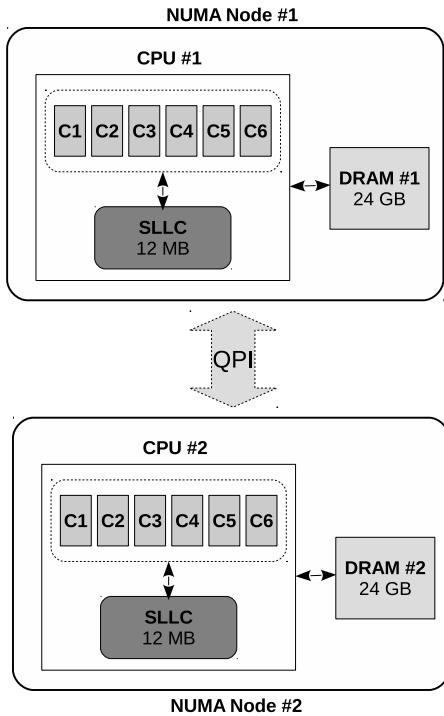 NUMA Node #1
CPU #1
C1 C2 C3 C4 C5 C6
DRAM #1
24 GB
SLLC
12 MB
QPI
CPU #2
C1 C2 C3 C4 C5 C6
DRAM #2
24 GB
SLLC
12 MB
NUMA Node #2